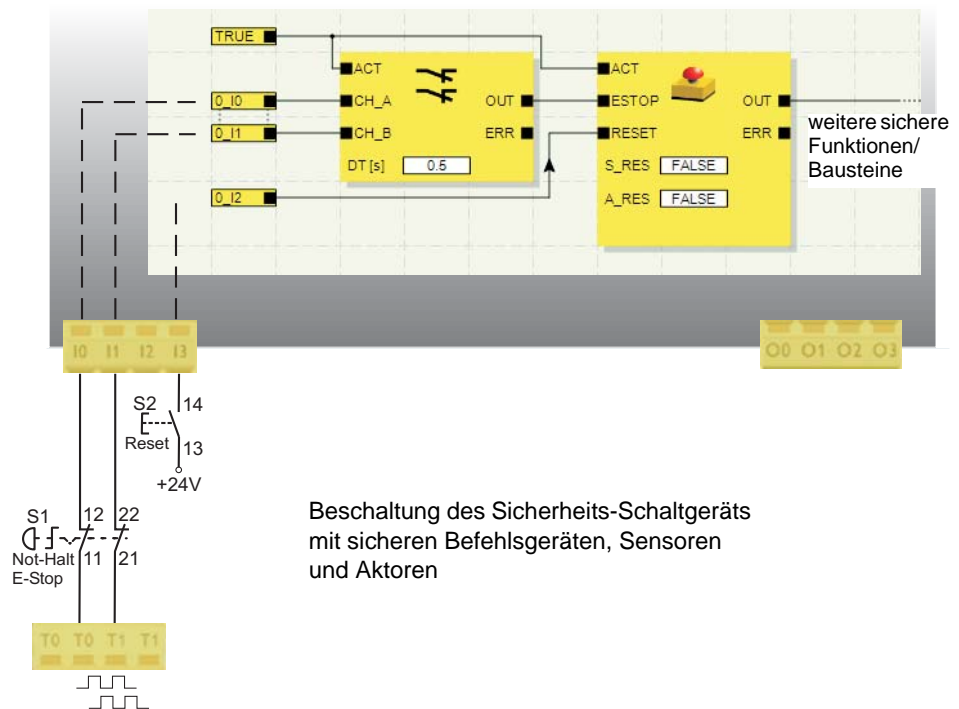 TRUE
ACT
ACT
0_I0
CH_A
OUT
ESTOP
OUT
0_I1
CH_B
ERR
RESET
ERR
weitere sichere
Funktionen/
Bausteine
DT [s] 0.5
S_RES FALSE
0_I2
A_RES FALSE
I0 I1 I2 I3
O0 O1 O2 O3
S2
14
Reset
13
+24V
S1
12 22
Not-Halt
11 21
E-Stop
Beschaltung des Sicherheits-Schaltgeräts
mit sicheren Befehlsgeräten, Sensoren
und Aktoren
T0 T0 T1 T1